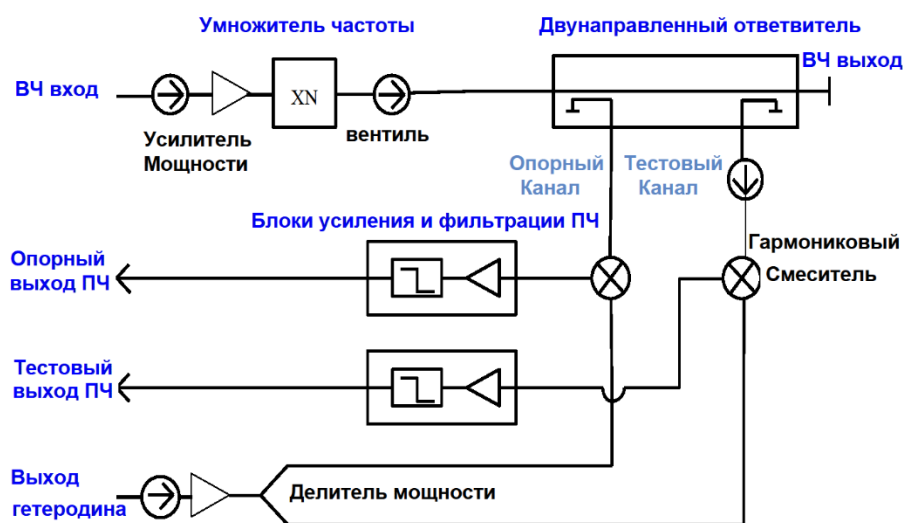 Умножитель частоты
Двунаправленный ответвитель
ВЧ вход
XN
ВЧ выход
Усилитель
Мощности
вентиль
Опорный
Канал
Тестовый
Канал
Блоки усиления и фильтрации ПЧ
Гармониковый
Смеситель
Опорный
выход ПЧ
Тестовый
выход ПЧ
Выход
гетеродина
Делитель мощности